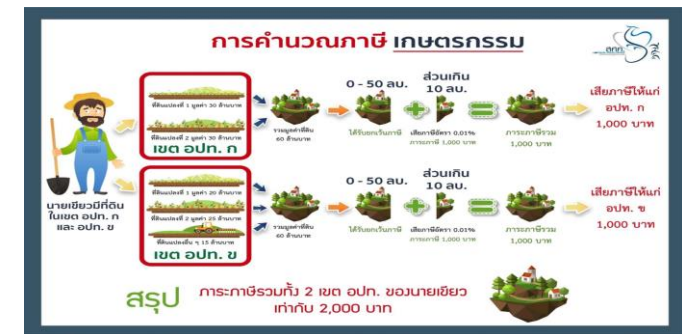 การคำนวณภาษี เกษตรกรรม
สถ.
นายเขียวมีที่ดิน
ในเขต อปท. ก
และ อปท. ข
ที่ดินแปลงที่ 1 มูลค่า 30 ล้านบาท
ที่ดินแปลงที่ 2 มูลค่า 30 ล้านบาท
เขต อปท. ก
รวมมูลค่าที่ดิน
60 ล้านบาท
0 - 50 ลบ.
ได้รับยกเว้นภาษี
ส่วนเกิน
10 ลบ.
เสียภาษีอัตรา 0.01%
ภาระภาษี 1,000 บาท
ภาระภาษีรวม
1,000 บาท
เสียภาษีให้แก่
อปท. ก
1,000 บาท
ที่ดินแปลงที่ 1 มูลค่า 20 ล้านบาท
ที่ดินแปลงที่ 2 มูลค่า 25 ล้านบาท
ที่ดินแปลงอื่น ๆ 15 ล้านบาท
เขต อปท. ข
รวมมูลค่าที่ดิน
60 ล้านบาท
0 - 50 ลบ.
ได้รับยกเว้นภาษี
ส่วนเกิน
10 ลบ.
เสียภาษีอัตรา 0.01%
ภาระภาษี 1,000 บาท
ภาระภาษีรวม
1,000 บาท
เสียภาษีให้แก่
อปท. ข
1,000 บาท
สรุป
ภาระภาษีรวมทั้ง 2 เขต อปท. ของนายเขียว
เท่ากับ 2,000 บาท